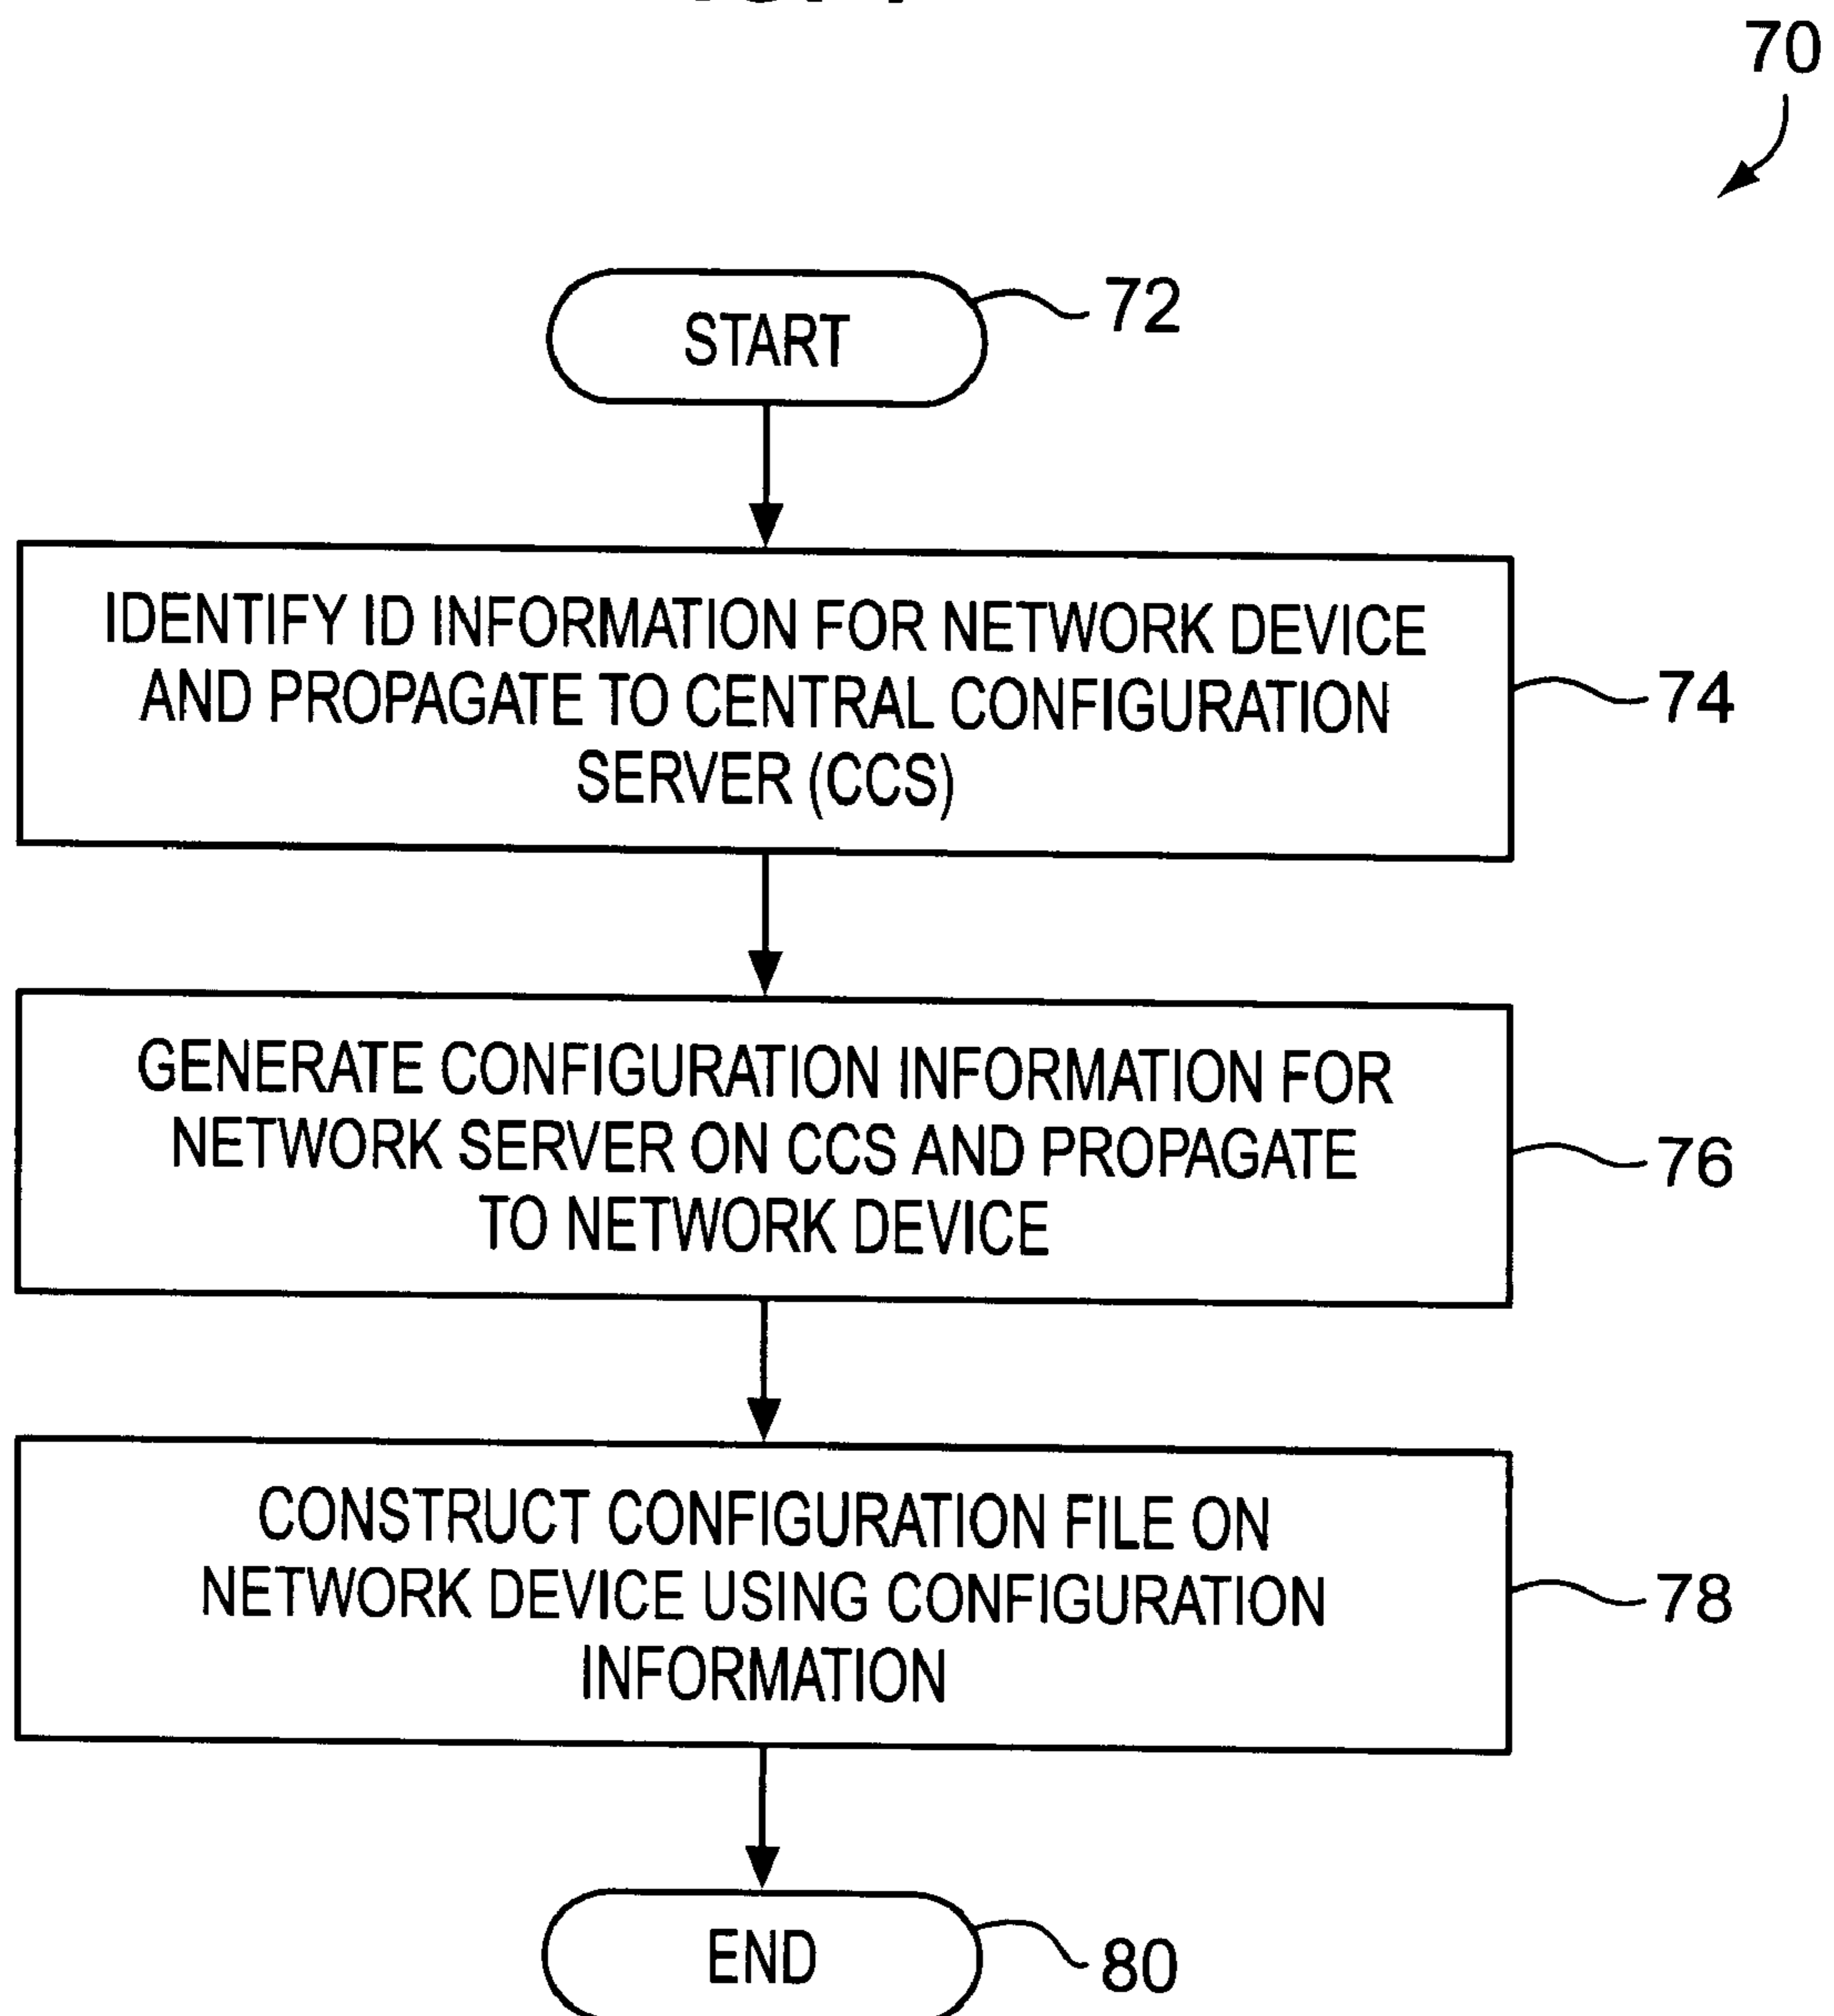 70
START
72
IDENTIFY ID INFORMATION FOR NETWORK DEVICE
AND PROPAGATE TO CENTRAL CONFIGURATION
SERVER (CCS)
74
GENERATE CONFIGURATION INFORMATION FOR
NETWORK SERVER ON CCS AND PROPAGATE
TO NETWORK DEVICE
76
CONSTRUCT CONFIGURATION FILE ON
NETWORK DEVICE USING CONFIGURATION
INFORMATION
78
END
80